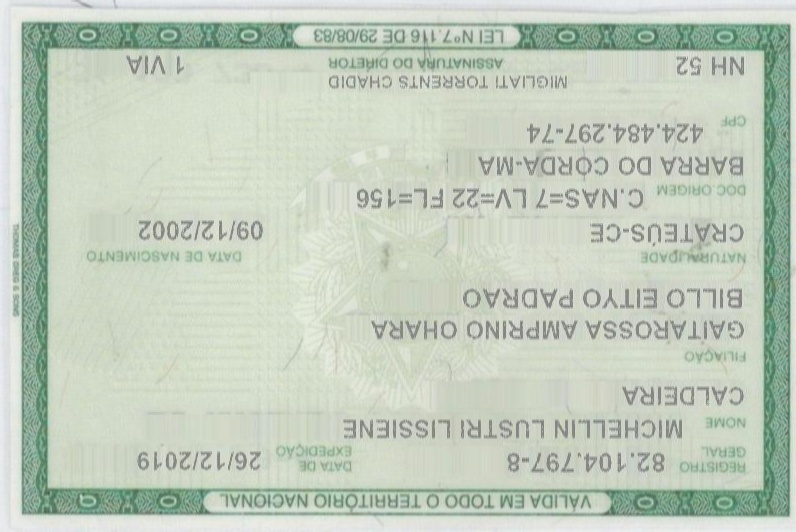 VÁLIDA EM TODO O TERRITÓRIO NACIONAL
REGISTRO GERAL 82.104.797-8 DATA DE EXPEDIÇÃO 26/12/2019
NOME MICHELLIN LUSTRI LISSIENE
CALDEIRA
FILIAÇÃO
GAITAROSSA AMPRINO OHARA
BILLO EITYO PADRAO
NATURALIDADE DATA DE NASCIMENTO
CRATEÚS-CE 09/12/2002
DOC ORIGEM C.NAS=7 LV=22 FL=156
BARRA DO CORDA-MA
CPF 424.484.297-74
MIGLIATI TORRENTS CHADID
NH 52 ASSINATURA DO DIRETOR 1 VIA
LEI Nº 7.116 DE 29/08/83
THOMAS GREG & SONS